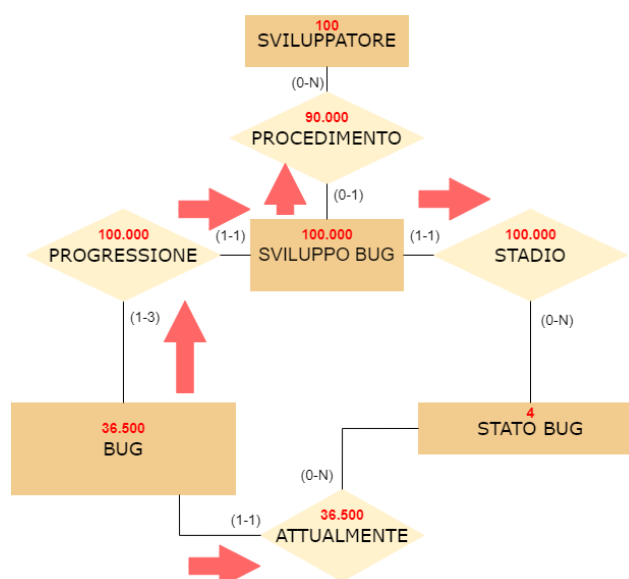 100
SVILUPPATORE
(0-N)
90.000
PROCEDIMENTO
(0-1)
100.000
PROGRESSIONE
(1-1)
100.000
SVILUPPO BUG
(1-1)
100.000
STADIO
(1-3)
(0-N)
36.500
BUG
4
STATO BUG
(0-N)
(1-1)
36.500
ATTUALMENTE